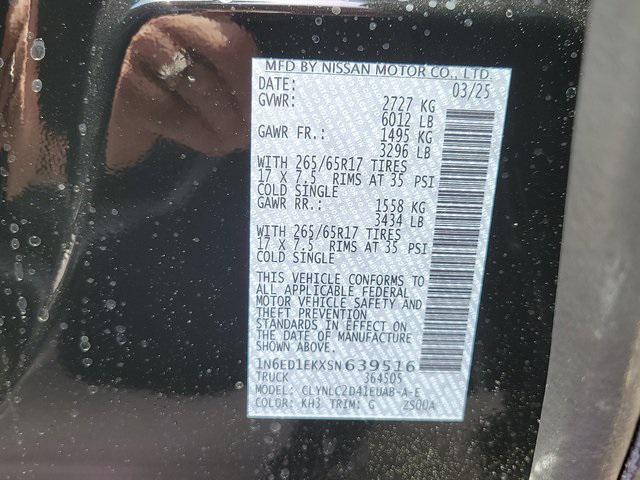 MFD BY NISSAN MOTOR CO., LTD.
DATE: 03/25
GVWR: 2727 KG
6012 LB
GAWR FR.: 1495 KG
3296 LB
WITH 265/65R17 TIRES
17 X 7.5 RIMS AT 35 PSI
COLD SINGLE
GAWR RR.: 1558 KG
3434 LB
WITH 265/65R17 TIRES
17 X 7.5 RIMS AT 35 PSI
COLD SINGLE
THIS VEHICLE CONFORMS TO
ALL APPLICABLE FEDERAL
MOTOR VEHICLE SAFETY AND
THEFT PREVENTION
STANDARDS IN EFFECT ON
THE DATE OF MANUFACTURE
SHOWN ABOVE.
1N6ED1EKXSN639516
TRUCK 364505
MODEL: CLYNLC2D41EUAB-A-E
COLOR: KH3 TRIM: G ZS00A